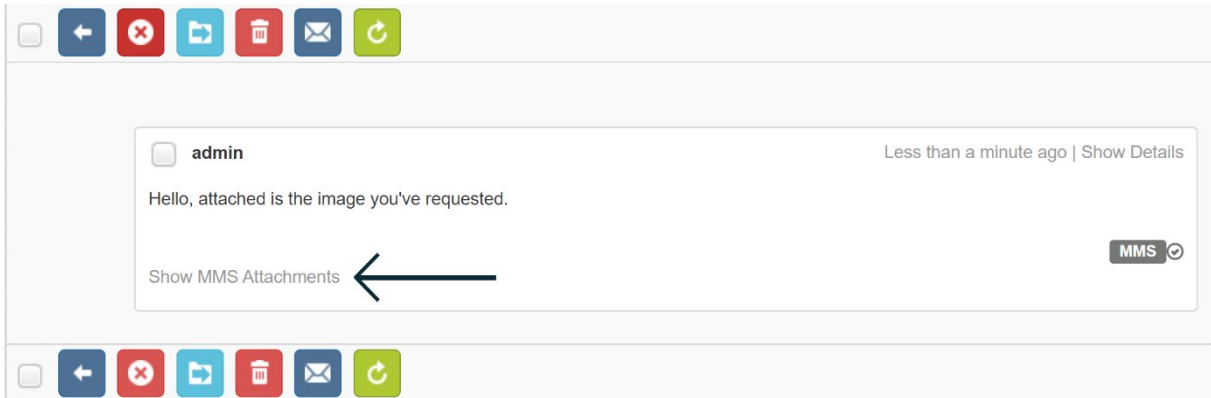 admin
Less than a minute ago | Show Details
Hello, attached is the image you've requested.
MMS
Show MMS Attachments